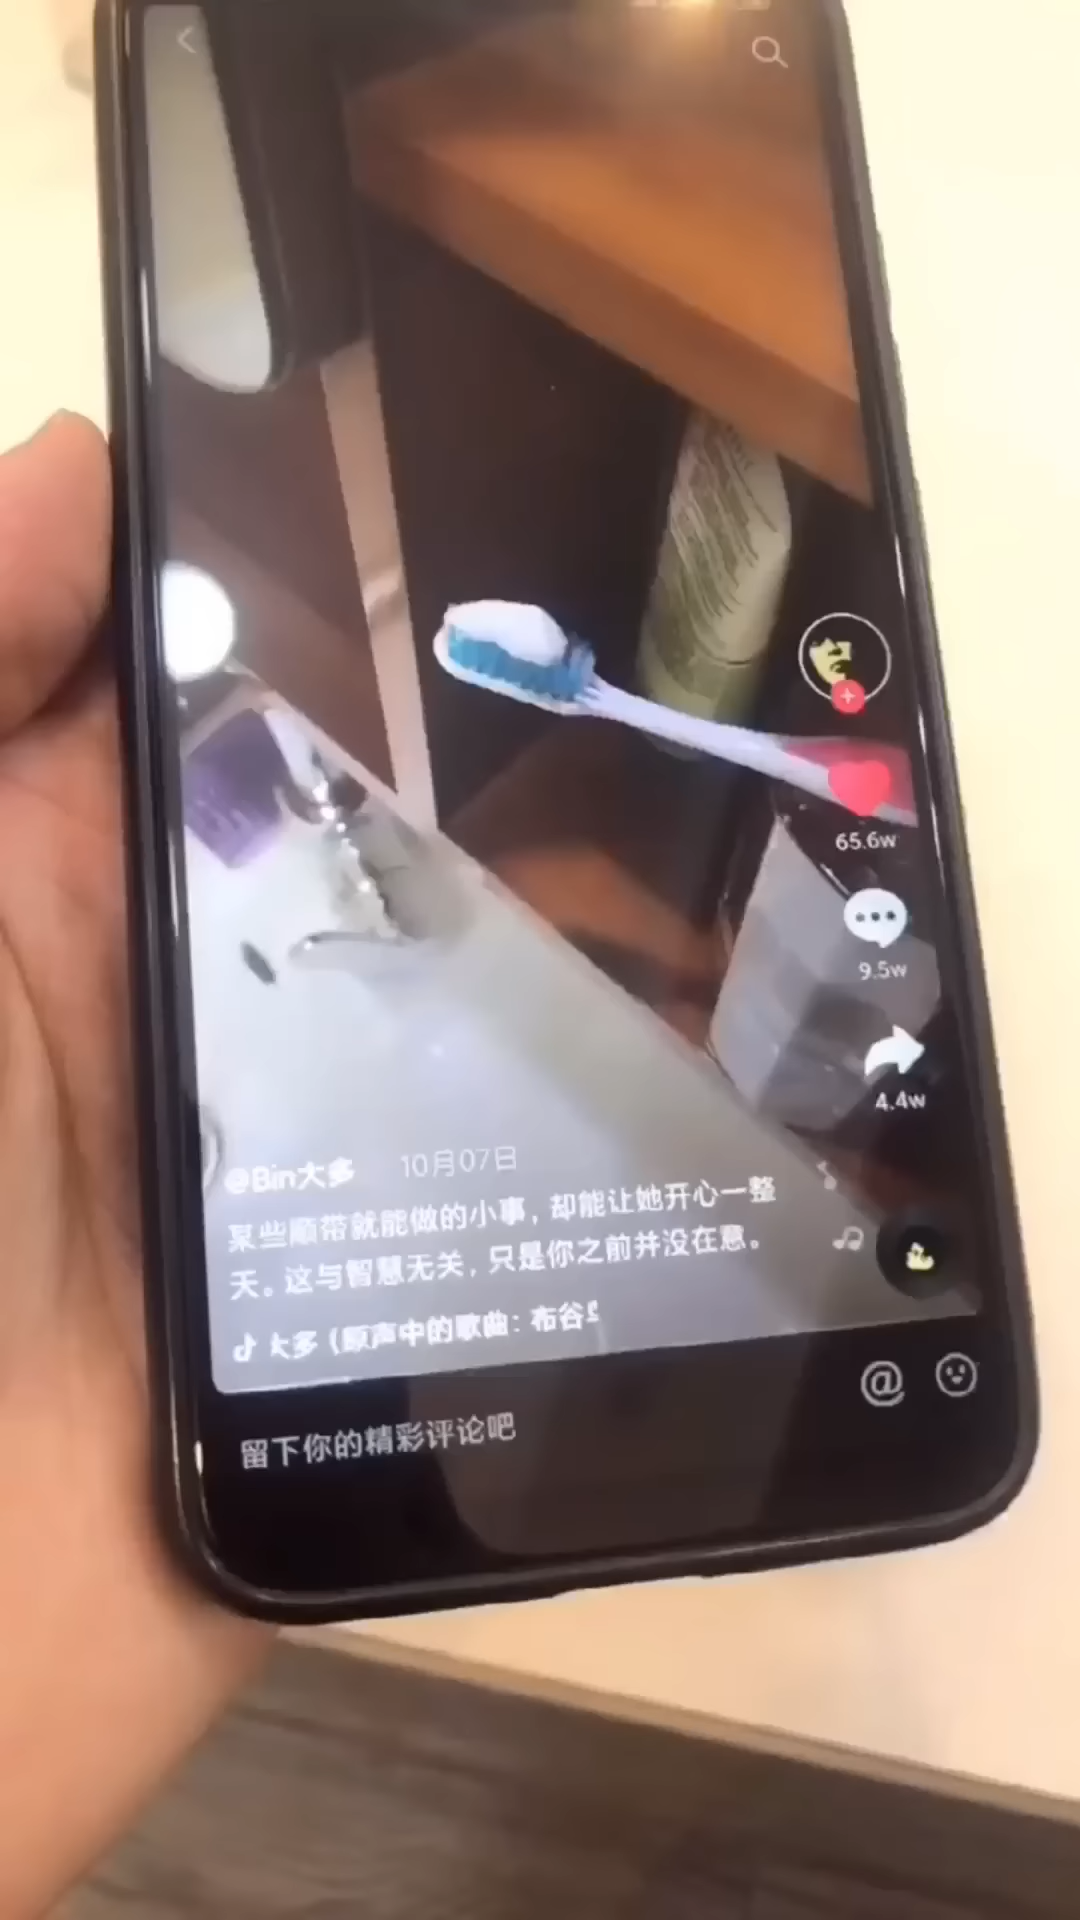 65.6w
9.5w
4.4w
@Bin大多 10月07日
某些顺带就能做的小事，却能让她开心一整
天。这与智慧无关，只是你之前并没在意。
大多（原声中的歌曲：布谷
留下你的精彩评论吧